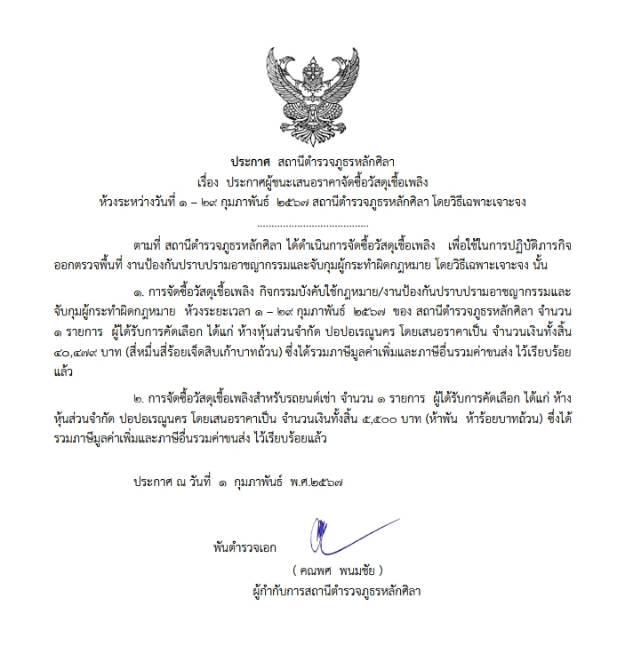 ประกาศ สถานีตำรวจภูธรหลักศิลา
เรื่อง ประกาศผู้ชนะเสนอราคาจัดซื้อวัสดุเชื้อเพลิง
ห้วงระหว่างวันที่ ๑ – ๒๙ กุมภาพันธ์ ๒๕๖๗ สถานีตำรวจภูธรหลักศิลา โดยวิธีเฉพาะเจาะจง
.......................................
ตามที่ สถานีตำรวจภูธรหลักศิลา ได้ดำเนินการจัดซื้อวัสดุเชื้อเพลิง เพื่อใช้ในการปฏิบัติภารกิจ
ออกตรวจพื้นที่ งานป้องกันปราบปรามอาชญากรรมและจับกุมผู้กระทำผิดกฎหมาย โดยวิธีเฉพาะเจาะจง นั้น
๑. การจัดซื้อวัสดุเชื้อเพลิง กิจกรรมบังคับใช้กฎหมาย/งานป้องกันปราบปรามอาชญากรรมและ
จับกุมผู้กระทำผิดกฎหมาย ห้วงระยะเวลา ๑ – ๒๙ กุมภาพันธ์ ๒๕๖๗ ของ สถานีตำรวจภูธรหลักศิลา จำนวน
๑ รายการ ผู้ได้รับการคัดเลือก ได้แก่ ห้างหุ้นส่วนจำกัด ปอปอเรณูนคร โดยเสนอราคาเป็น จำนวนเงินทั้งสิ้น
๔๐,๔๗๙ บาท (สี่หมื่นสี่ร้อยเจ็ดสิบเก้าบาทถ้วน) ซึ่งได้รวมภาษีมูลค่าเพิ่มและภาษีอื่นรวมค่าขนส่ง ไว้เรียบร้อย
แล้ว
๒. การจัดซื้อวัสดุเชื้อเพลิงสำหรับรถยนต์เช่า จำนวน ๑ รายการ ผู้ได้รับการคัดเลือก ได้แก่ ห้าง
หุ้นส่วนจำกัด ปอปอเรณูนคร โดยเสนอราคาเป็น จำนวนเงินทั้งสิ้น ๕,๕๐๐ บาท (ห้าพัน ห้าร้อยบาทถ้วน) ซึ่งได้
รวมภาษีมูลค่าเพิ่มและภาษีอื่นรวมค่าขนส่ง ไว้เรียบร้อยแล้ว
ประกาศ ณ วันที่ ๑ กุมภาพันธ์ พ.ศ.๒๕๖๗
พันตำรวจเอก
( คณพศ พนมชัย )
ผู้กำกับการสถานีตำรวจภูธรหลักศิลา